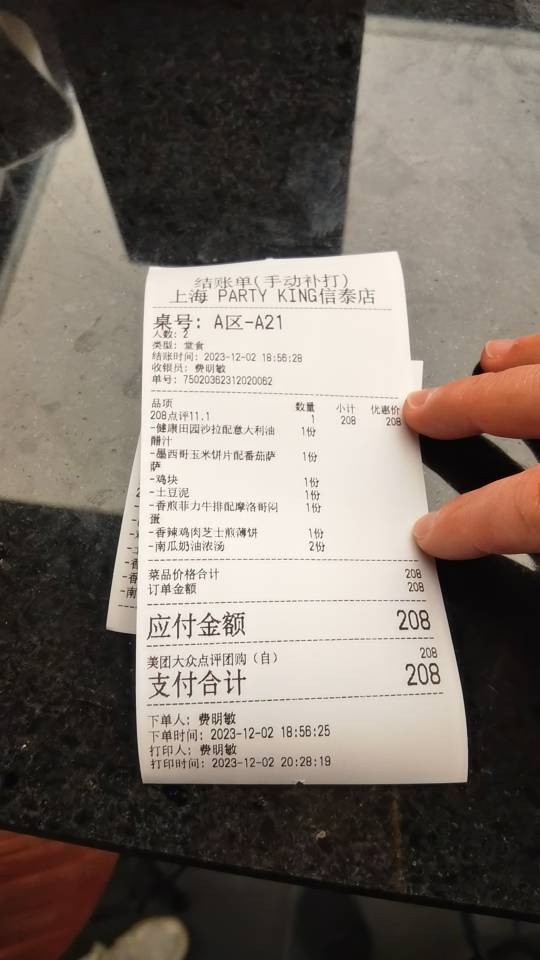 结账单(手动补打)
上海 PARTY KING信泰店
桌号: A区-A21
人数: 2
类型: 堂食
结账时间: 2023-12-02 18:56:28
收银员: 费明敏
单号: 75020362312020062
品项 数量 小计 优惠价
208点评11.1 1 208 208
-健康田园沙拉配意大利油 1份
醋汁
-墨西哥玉米饼片配番茄萨 1份
萨
-鸡块 1份
-土豆泥 1份
-香煎菲力牛排配摩洛哥闷 1份
蛋
-香辣鸡肉芝士煎薄饼 1份
-南瓜奶油浓汤 2份
菜品价格合计 208
订单金额 208
应付金额 208
美团大众点评团购（自） 208
支付合计 208
下单人: 费明敏
下单时间: 2023-12-02 18:56:25
打印人: 费明敏
打印时间: 2023-12-02 20:28:19